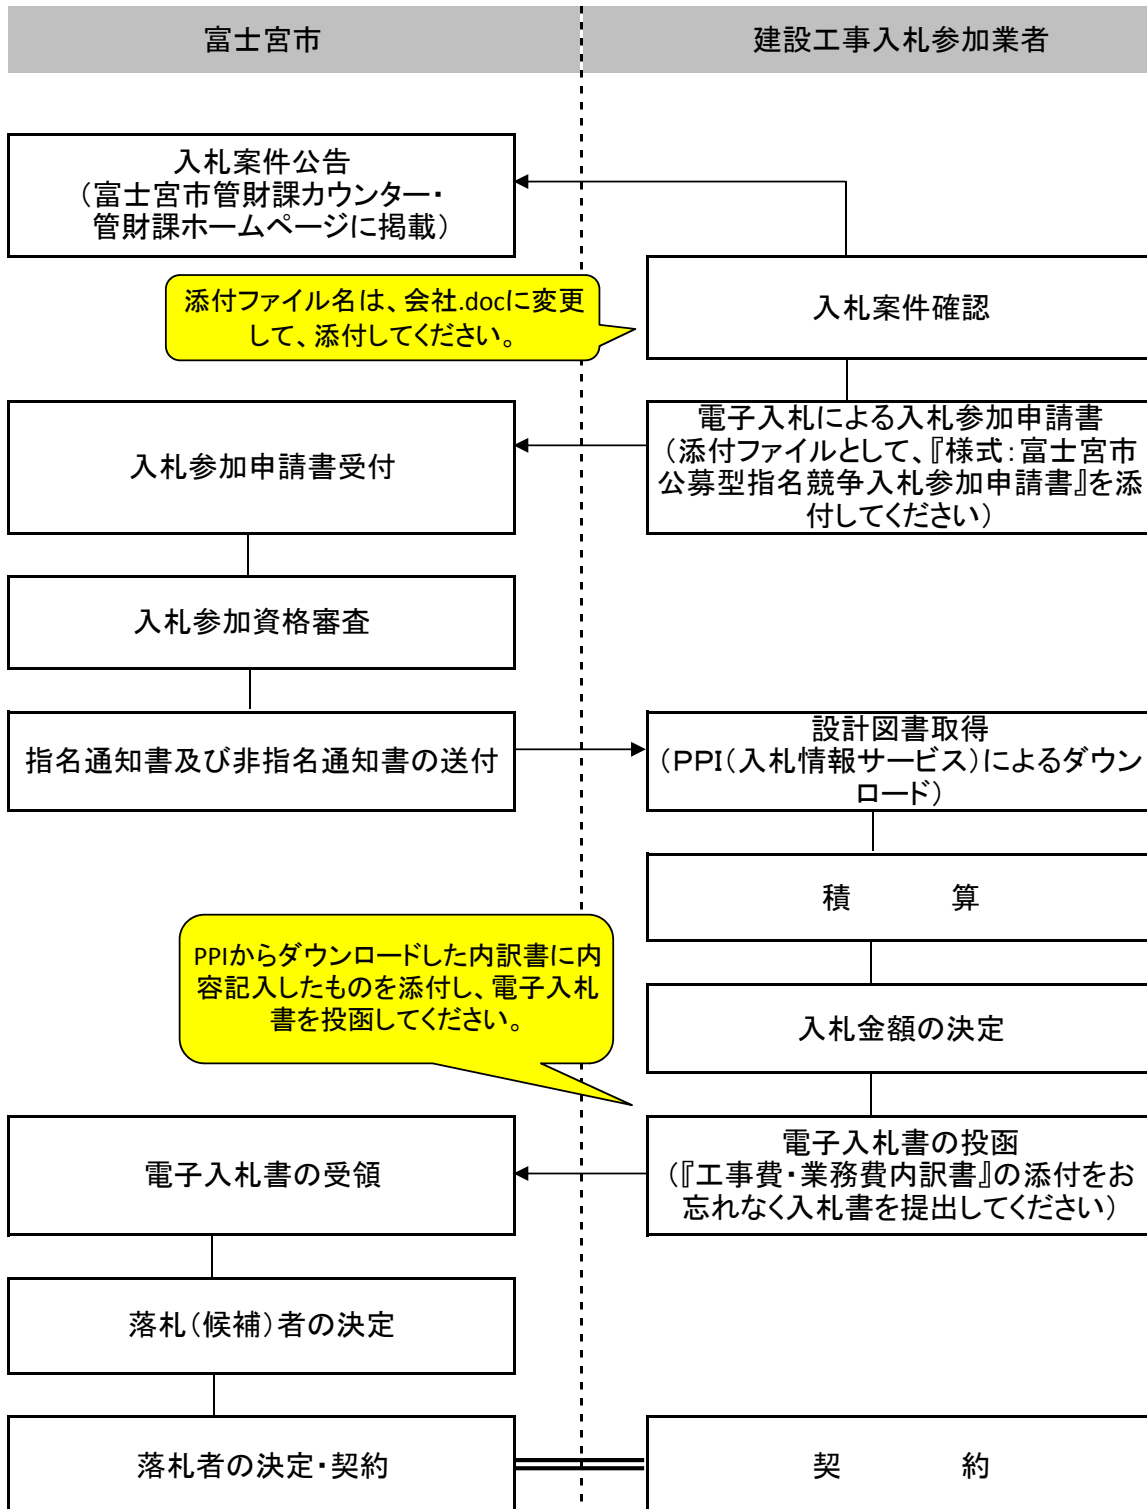 富士宮市
建設工事入札参加業者
入札案件公告
（富士宮市管財課カウンター・
管財課ホームページに掲載）
添付ファイル名は、会社.docに変更
して、添付してください。
入札案件確認
入札参加申請書受付
電子入札による入札参加申請書
（添付ファイルとして、『様式：富士宮市
公募型指名競争入札参加申請書』を添
付してください）
入札参加資格審査
指名通知書及び非指名通知書の送付
設計図書取得
（PPI（入札情報サービス）によるダウン
ロード）
積　　　　算
PPIからダウンロードした内訳書に内
容記入したものを添付し、電子入札
書を投函してください。
入札金額の決定
電子入札書の受領
電子入札書の投函
（『工事費・業務費内訳書』の添付をお
忘れなく入札書を提出してください）
落札（候補）者の決定
落札者の決定・契約
契　　　　約